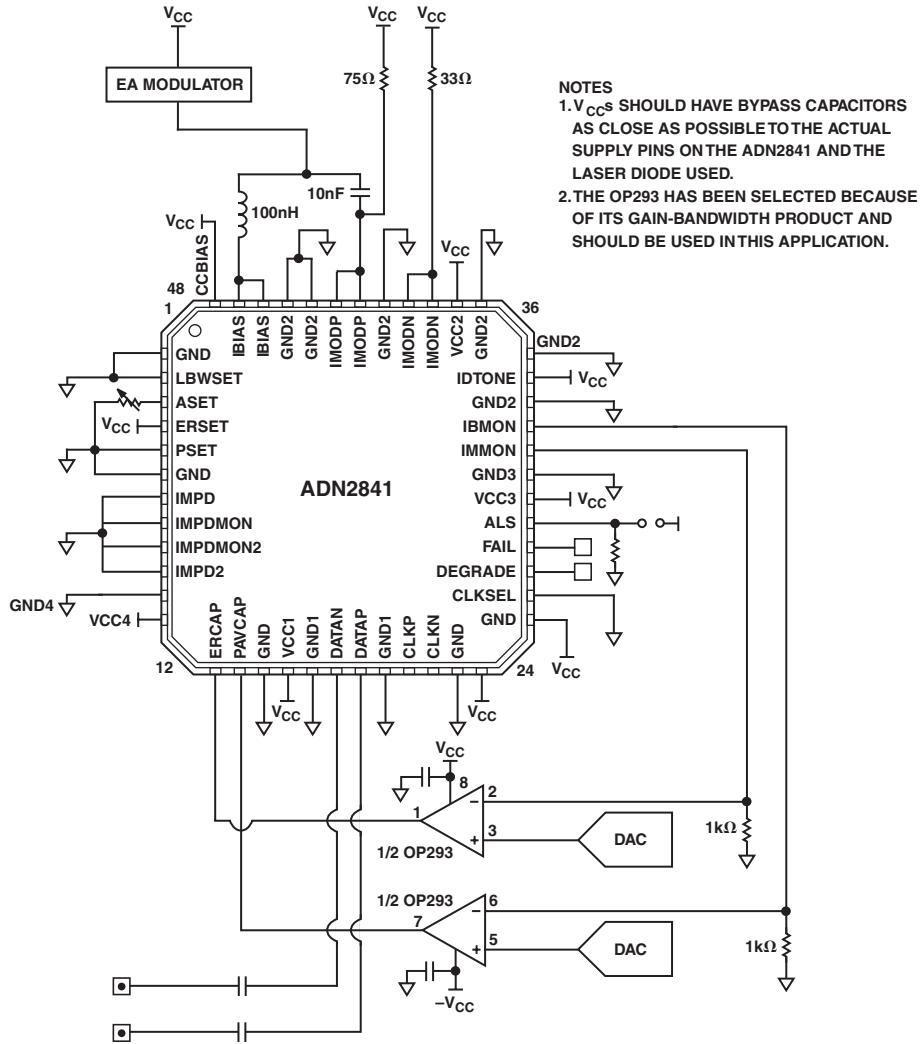 VCC
VCC
VCC
EA MODULATOR
75Ω
33Ω
NOTES
1. VCCs SHOULD HAVE BYPASS CAPACITORS
AS CLOSE AS POSSIBLE TO THE ACTUAL
SUPPLY PINS ON THE ADN2841 AND THE
LASER DIODE USED.
2. THE OP293 HAS BEEN SELECTED BECAUSE
OF ITS GAIN-BANDWIDTH PRODUCT AND
SHOULD BE USED IN THIS APPLICATION.
10nF
100nH
VCC
VCC
CCBIAS
48
1
36
IBIAS
IBIAS
GND2
GND2
IMODP
IMODP
GND2
IMODN
IMODN
VCC2
GND2
GND
LBWSET
ASET
VCC
ERSET
PSET
GND
IMPD
IMPDMON
IMPDMON2
IMPD2
GND4
VCC4
ADN2841
GND2
IDTONE
VCC
GND2
IBMON
IMMON
GND3
VCC3
VCC
ALS
FAIL
DEGRADE
CLKSEL
GND
VCC
12
24
ERCAP
PAVCAP
GND
VCC1
GND1
DATAN
DATAP
GND1
CLKP
CLKN
GND
VCC
VCC
VCC
8
2
1
−
+
3
1/2 OP293
DAC
1kΩ
1/2 OP293
6
7
−
+
5
DAC
1kΩ
−VCC